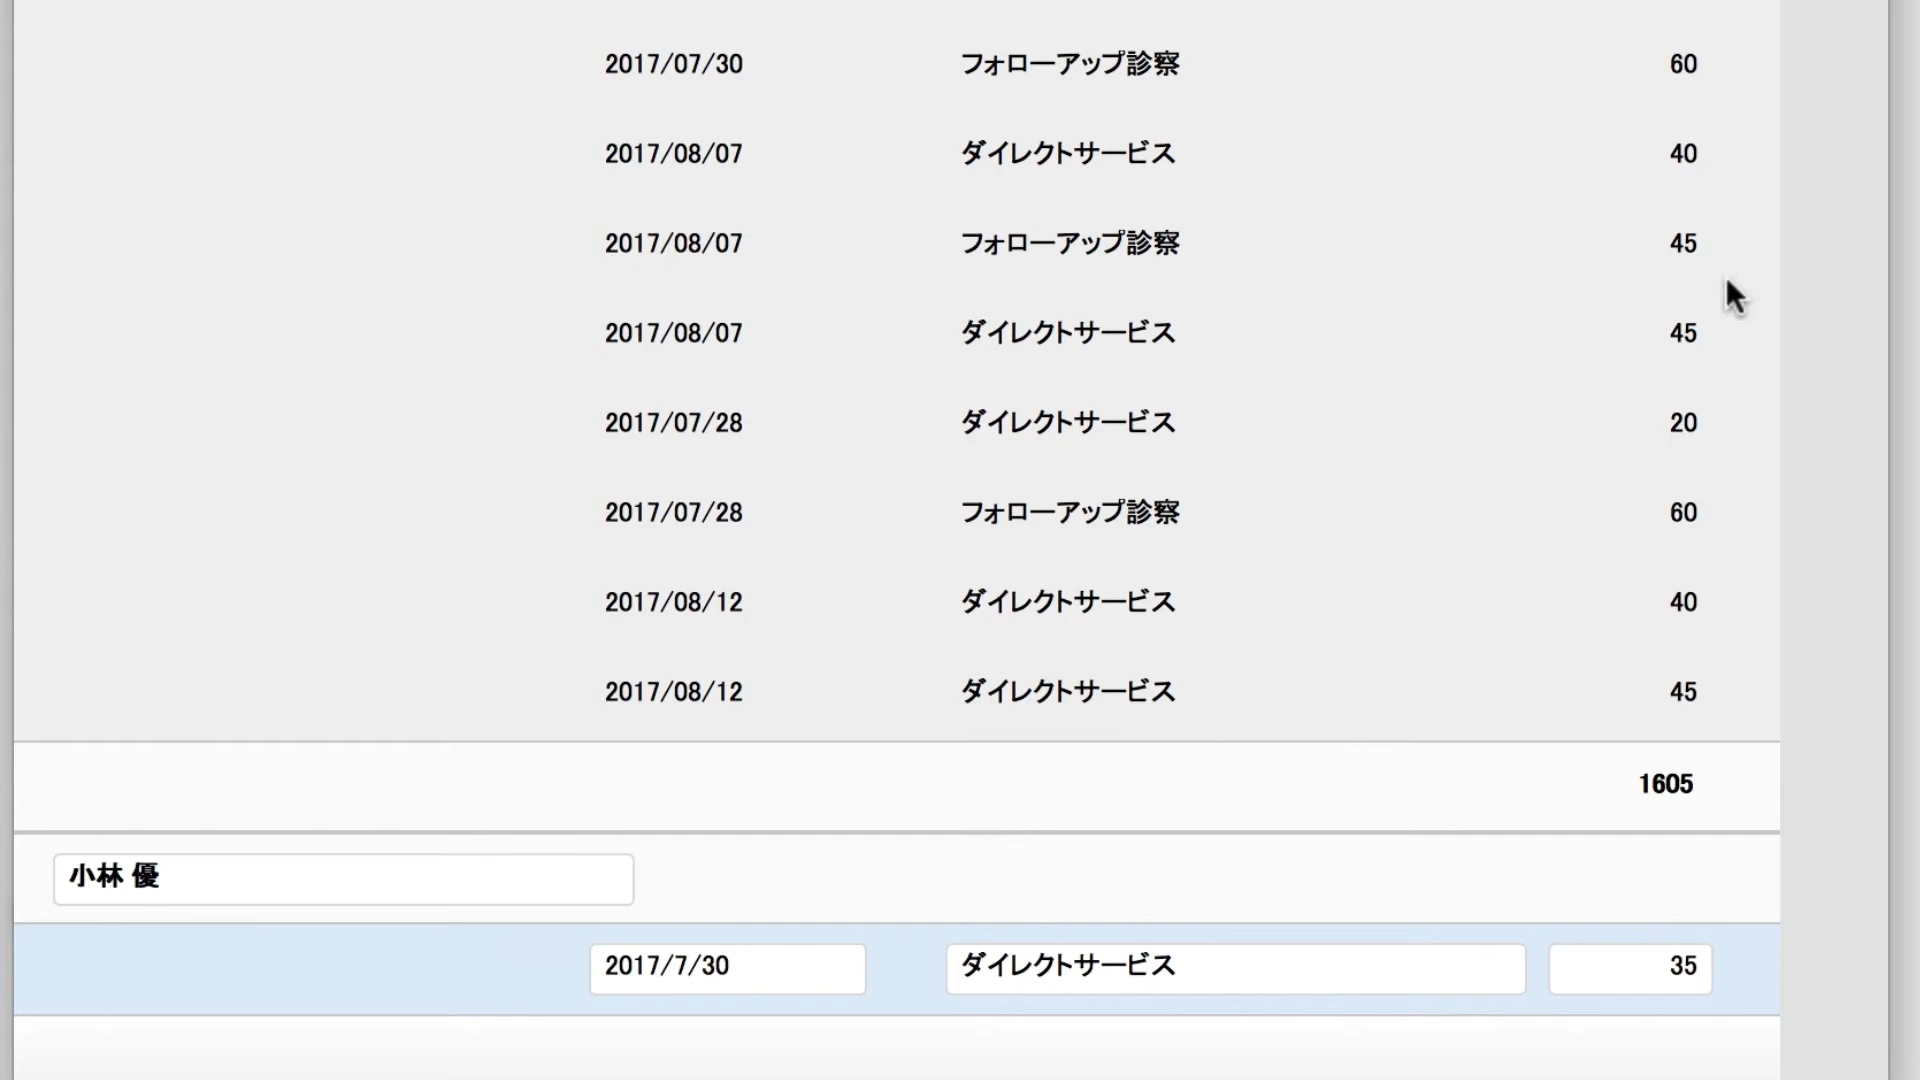 2017/07/30 フォローアップ診察 60
2017/08/07 ダイレクトサービス 40
2017/08/07 フォローアップ診察 45
2017/08/07 ダイレクトサービス 45
2017/07/28 ダイレクトサービス 20
2017/07/28 フォローアップ診察 60
2017/08/12 ダイレクトサービス 40
2017/08/12 ダイレクトサービス 45
1605
小林 優
2017/7/30 ダイレクトサービス 35